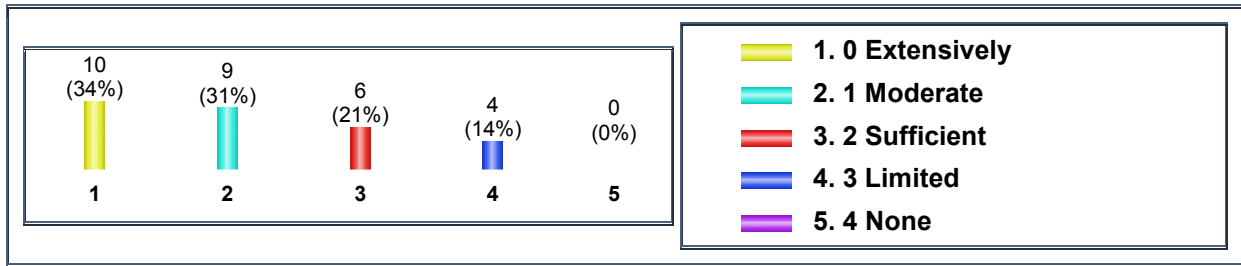 10
(34%)
9
(31%)
6
(21%)
4
(14%)
0
(0%)
1 2 3 4 5
1. 0 Extensively
2. 1 Moderate
3. 2 Sufficient
4. 3 Limited
5. 4 None